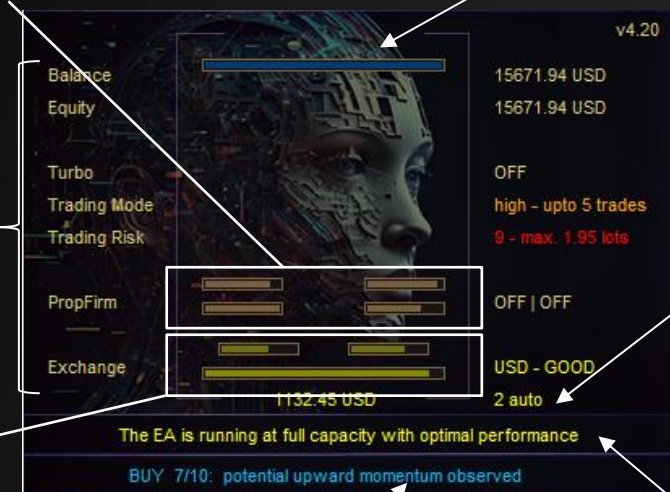 v4.20
Balance 15671.94 USD
Equity 15671.94 USD
Turbo OFF
Trading Mode high - upto 5 trades
Trading Risk 9 - max. 1.95 lots
PropFirm OFF | OFF
Exchange USD - GOOD
1132.45 USD 2 auto
The EA is running at full capacity with optimal performance
BUY 7/10: potential upward momentum observed